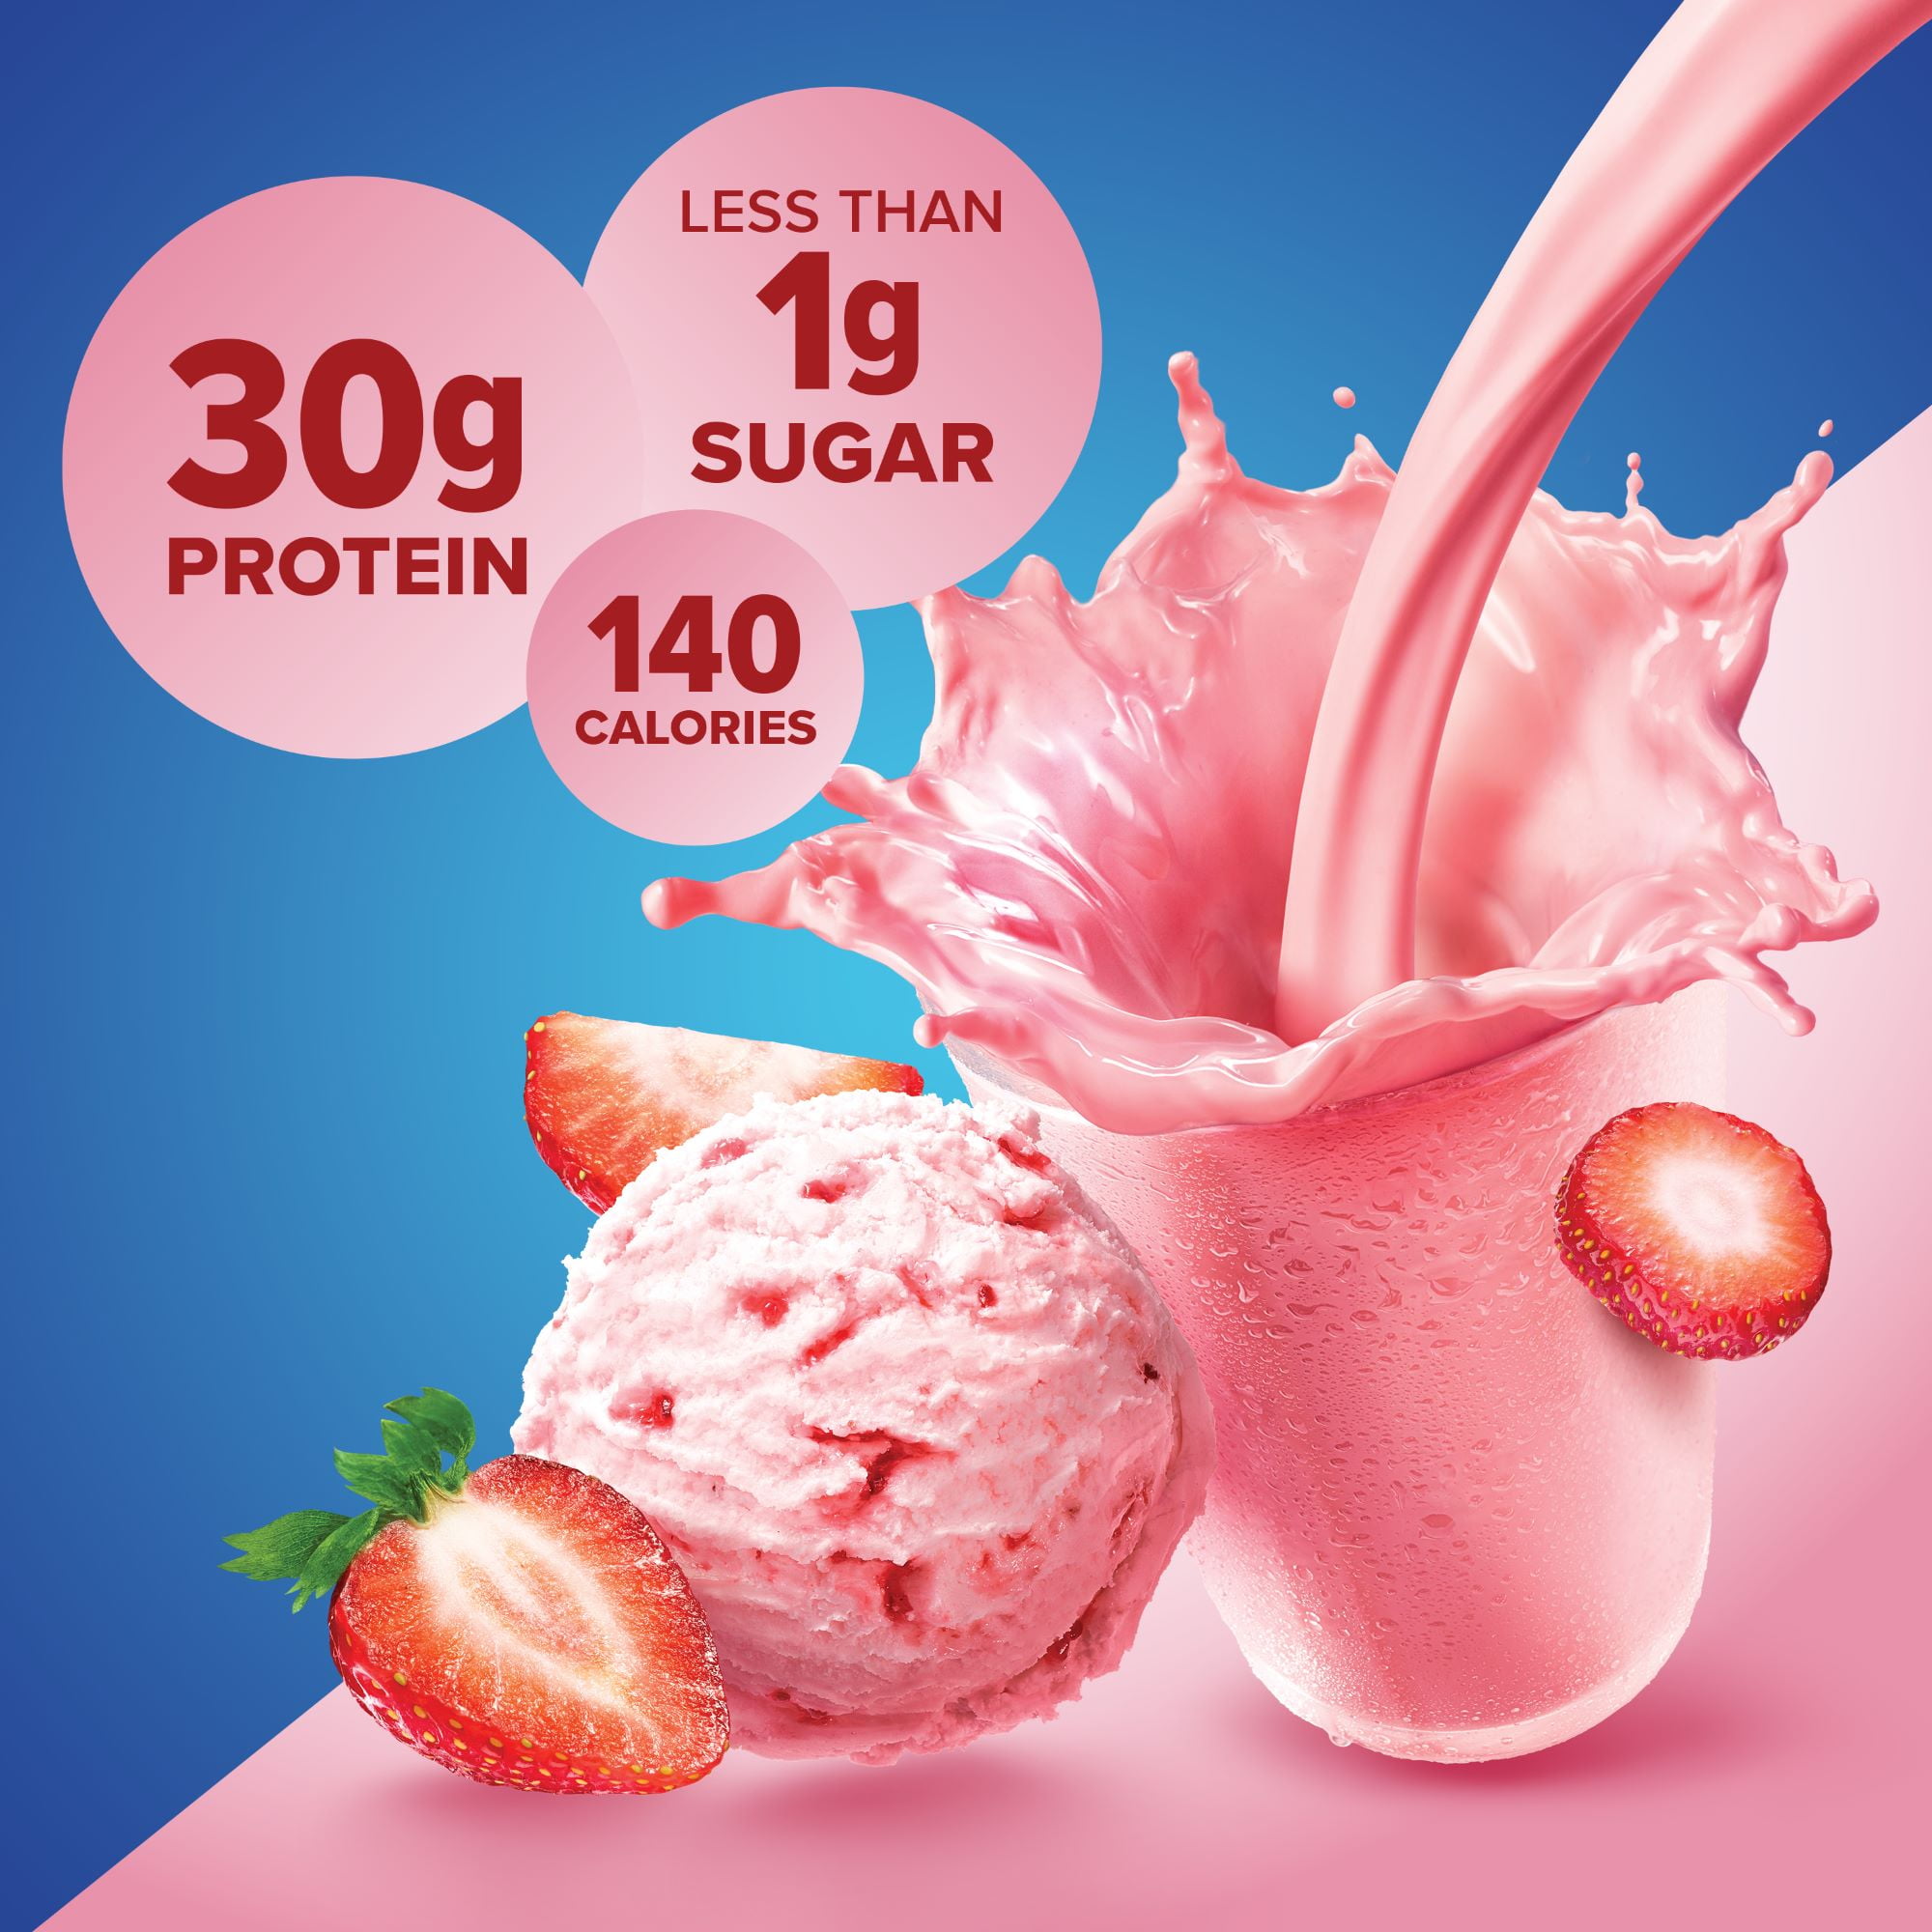 30g
PROTEIN
LESS THAN
1g
SUGAR
140
CALORIES